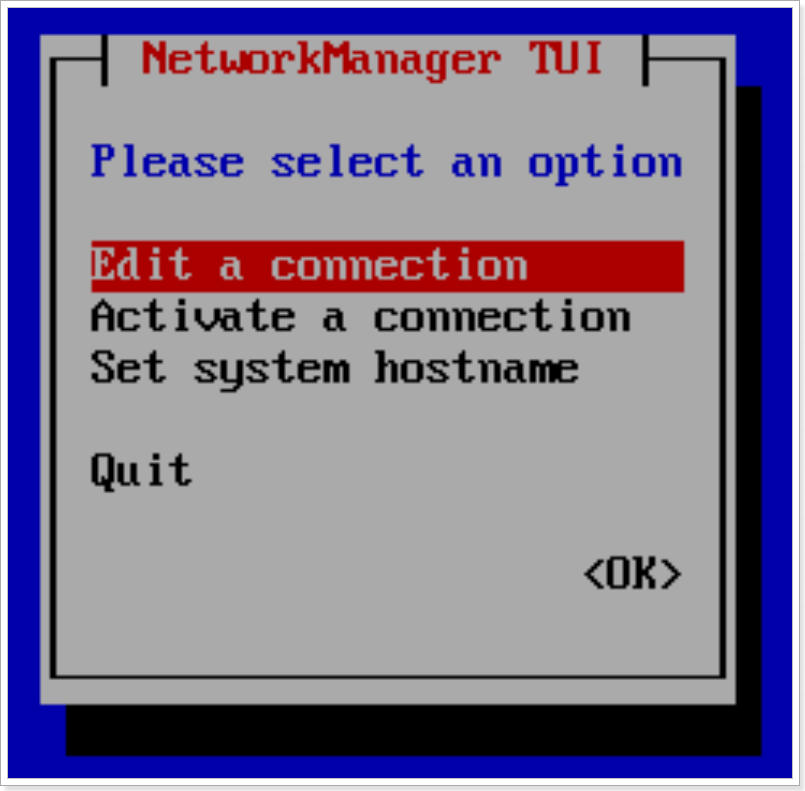 NetworkManager TUI
Please select an option
Edit a connection
Activate a connection
Set system hostname
Quit
<OK>